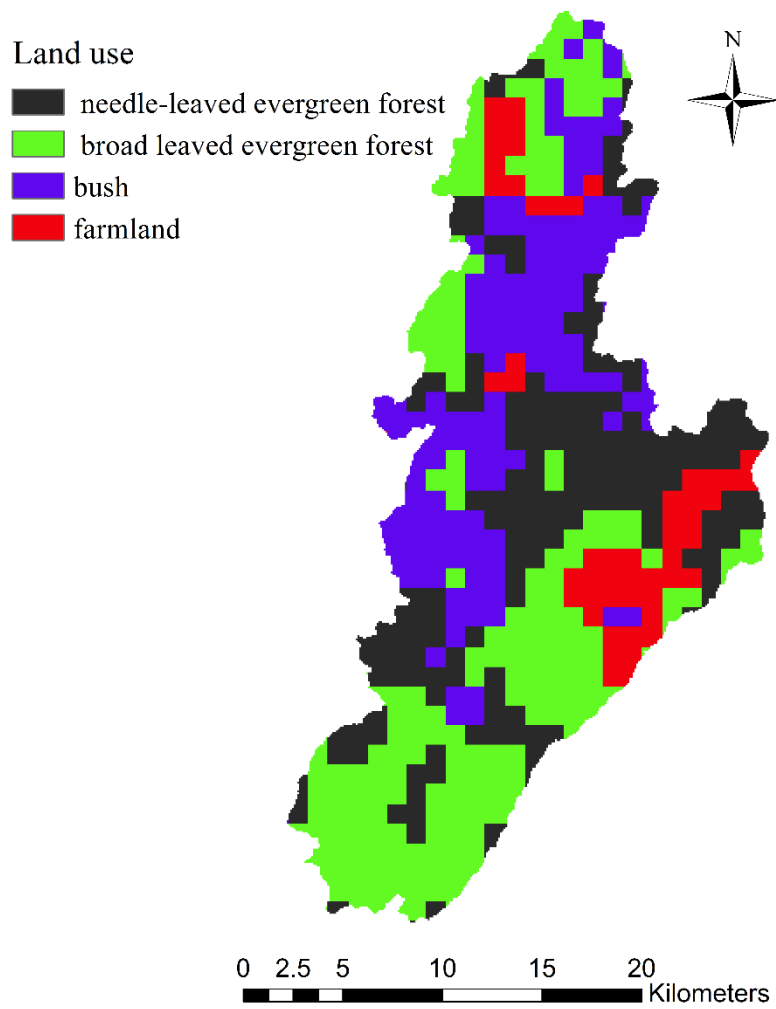 Land use
N
needle-leaved evergreen forest
broad leaved evergreen forest
bush
farmland
0 2.5 5 10 15 20
Kilometers